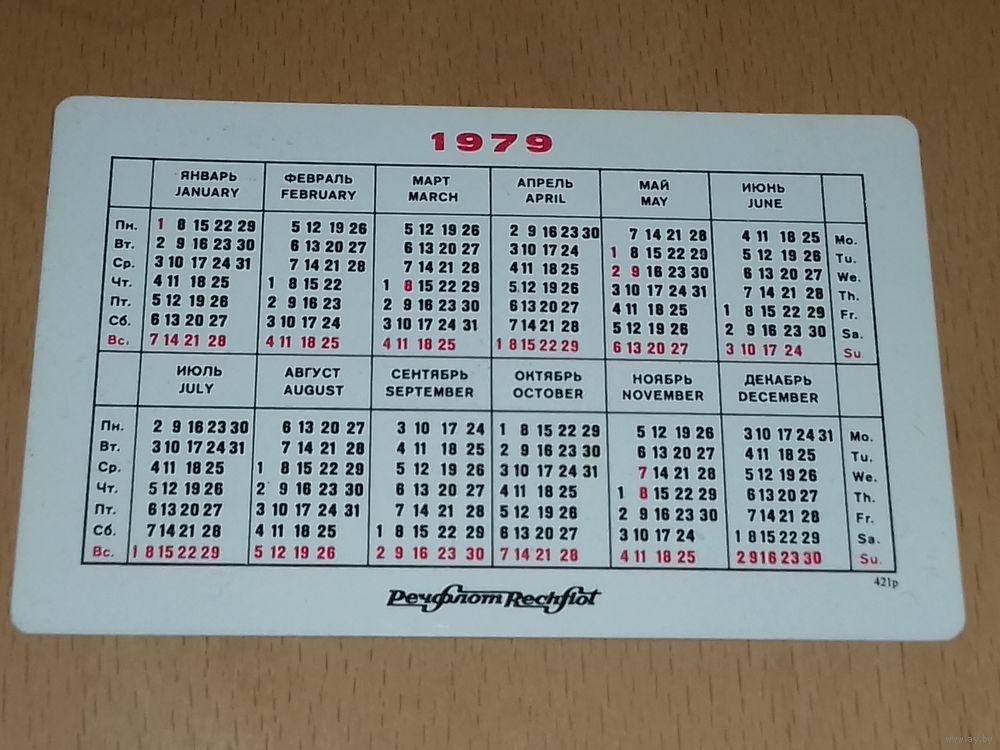 1979
ЯНВАРЬ ФЕВРАЛЬ МАРТ АПРЕЛЬ МАЙ ИЮНЬ
JANUARY FEBRUARY MARCH APRIL MAY JUNE
Пн. 1 8 15 22 29 5 12 19 26 5 12 19 26 2 9 16 23 30 7 14 21 28 4 11 18 25 Mo.
Вт. 2 9 16 23 30 6 13 20 27 6 13 20 27 3 10 17 24 1 8 15 22 29 5 12 19 26 Tu.
Ср. 3 10 17 24 31 7 14 21 28 7 14 21 28 4 11 18 25 2 9 16 23 30 6 13 20 27 We.
Чт. 4 11 18 25 1 8 15 22 1 8 15 22 29 5 12 19 26 3 10 17 24 31 7 14 21 28 Th.
Пт. 5 12 19 26 2 9 16 23 2 9 16 23 30 6 13 20 27 4 11 18 25 1 8 15 22 29 Fr.
Сб. 6 13 20 27 3 10 17 24 3 10 17 24 31 7 14 21 28 5 12 19 26 2 9 16 23 30 Sa.
Вс. 7 14 21 28 4 11 18 25 4 11 18 25 1 8 15 22 29 6 13 20 27 3 10 17 24 Su.
ИЮЛЬ АВГУСТ СЕНТЯБРЬ ОКТЯБРЬ НОЯБРЬ ДЕКАБРЬ
JULY AUGUST SEPTEMBER OCTOBER NOVEMBER DECEMBER
Пн. 2 9 16 23 30 6 13 20 27 3 10 17 24 1 8 15 22 29 5 12 19 26 3 10 17 24 31 Mo.
Вт. 3 10 17 24 31 7 14 21 28 4 11 18 25 2 9 16 23 30 6 13 20 27 4 11 18 25 Tu.
Ср. 4 11 18 25 1 8 15 22 29 5 12 19 26 3 10 17 24 31 7 14 21 28 5 12 19 26 We.
Чт. 5 12 19 26 2 9 16 23 30 6 13 20 27 4 11 18 25 1 8 15 22 29 6 13 20 27 Th.
Пт. 6 13 20 27 3 10 17 24 31 7 14 21 28 5 12 19 26 2 9 16 23 30 7 14 21 28 Fr.
Сб. 7 14 21 28 4 11 18 25 1 8 15 22 29 6 13 20 27 3 10 17 24 1 8 15 22 29 Sa.
Вс. 1 8 15 22 29 5 12 19 26 2 9 16 23 30 7 14 21 28 4 11 18 25 2 9 16 23 30 Su.
421р
Речфлот Rechflot
www.ay.by